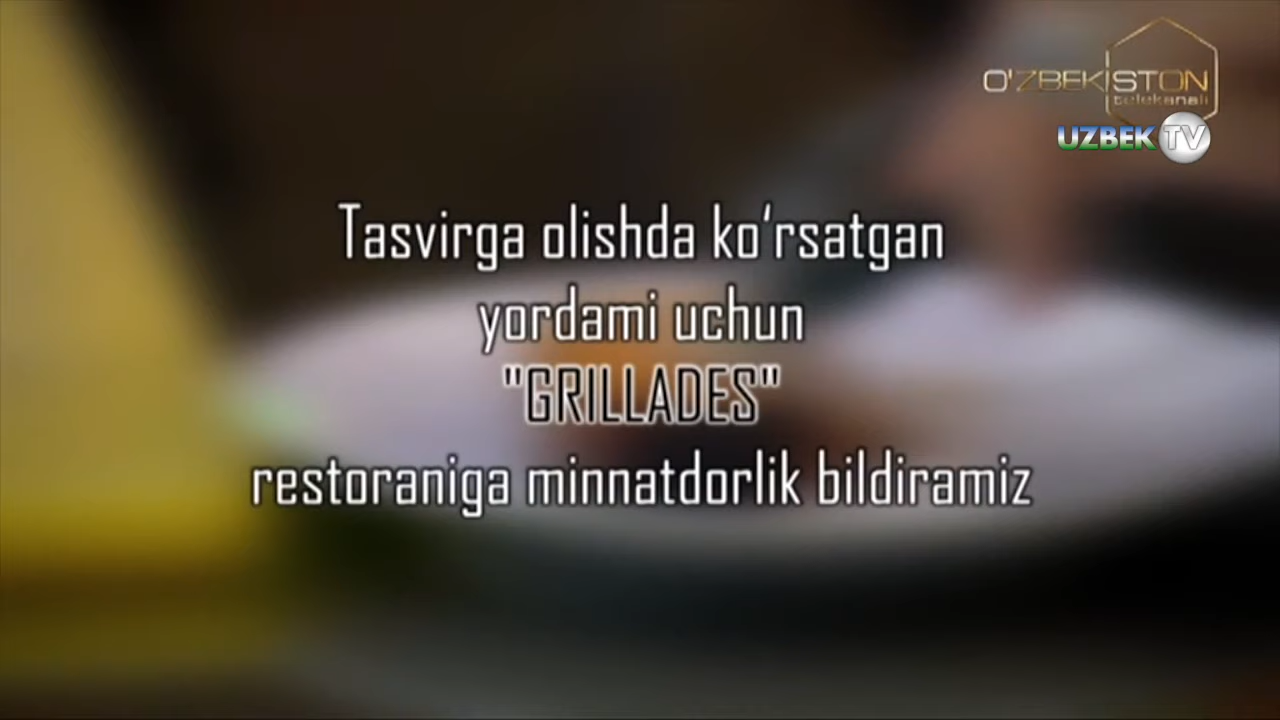 O'ZBEKISTON
telekanali
UZBEK TV
Tasvirga olishda ko‘rsatgan
yordami uchun
"GRILLADES"
restoraniga minnatdorlik bildiramiz